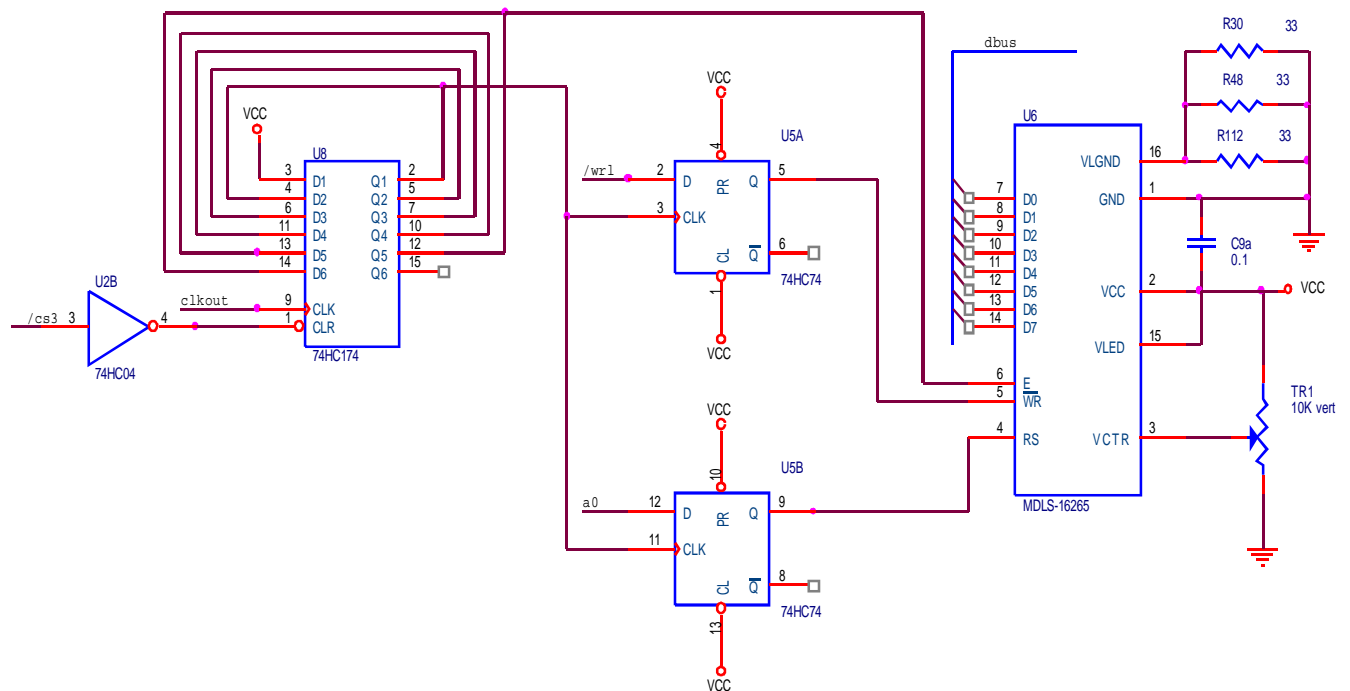 R30 33
dbus
R48 33
VCC
VCC
U6
U5A
R112 33
U8
4
16
VLGND
3 D1 Q1 2
/wrl 2 D PR Q 5
4 D2 Q2 5
7 D0
GND 1
6 D3 Q3 7
3 CLK
8 D1
11 D4 Q4 10
9 D2
13 D5 Q5 12
CL Q 6
10 D3
C9a
0.1
14 D6 Q6 15
11 D4
74HC74
U2B
1
12 D5
VCC 2
VCC
clkout 9 CLK
13 D6
/cs3 3 4
1 CLR
14 D7
VLED 15
VCC
74HC174
74HC04
6 E
5 WR
TR1
10K vert
VCC
4 RS
VCTR 3
U5B
10
MDLS-16265
a0 12 D PR Q 9
11 CLK
CL Q 8
74HC74
13
VCC